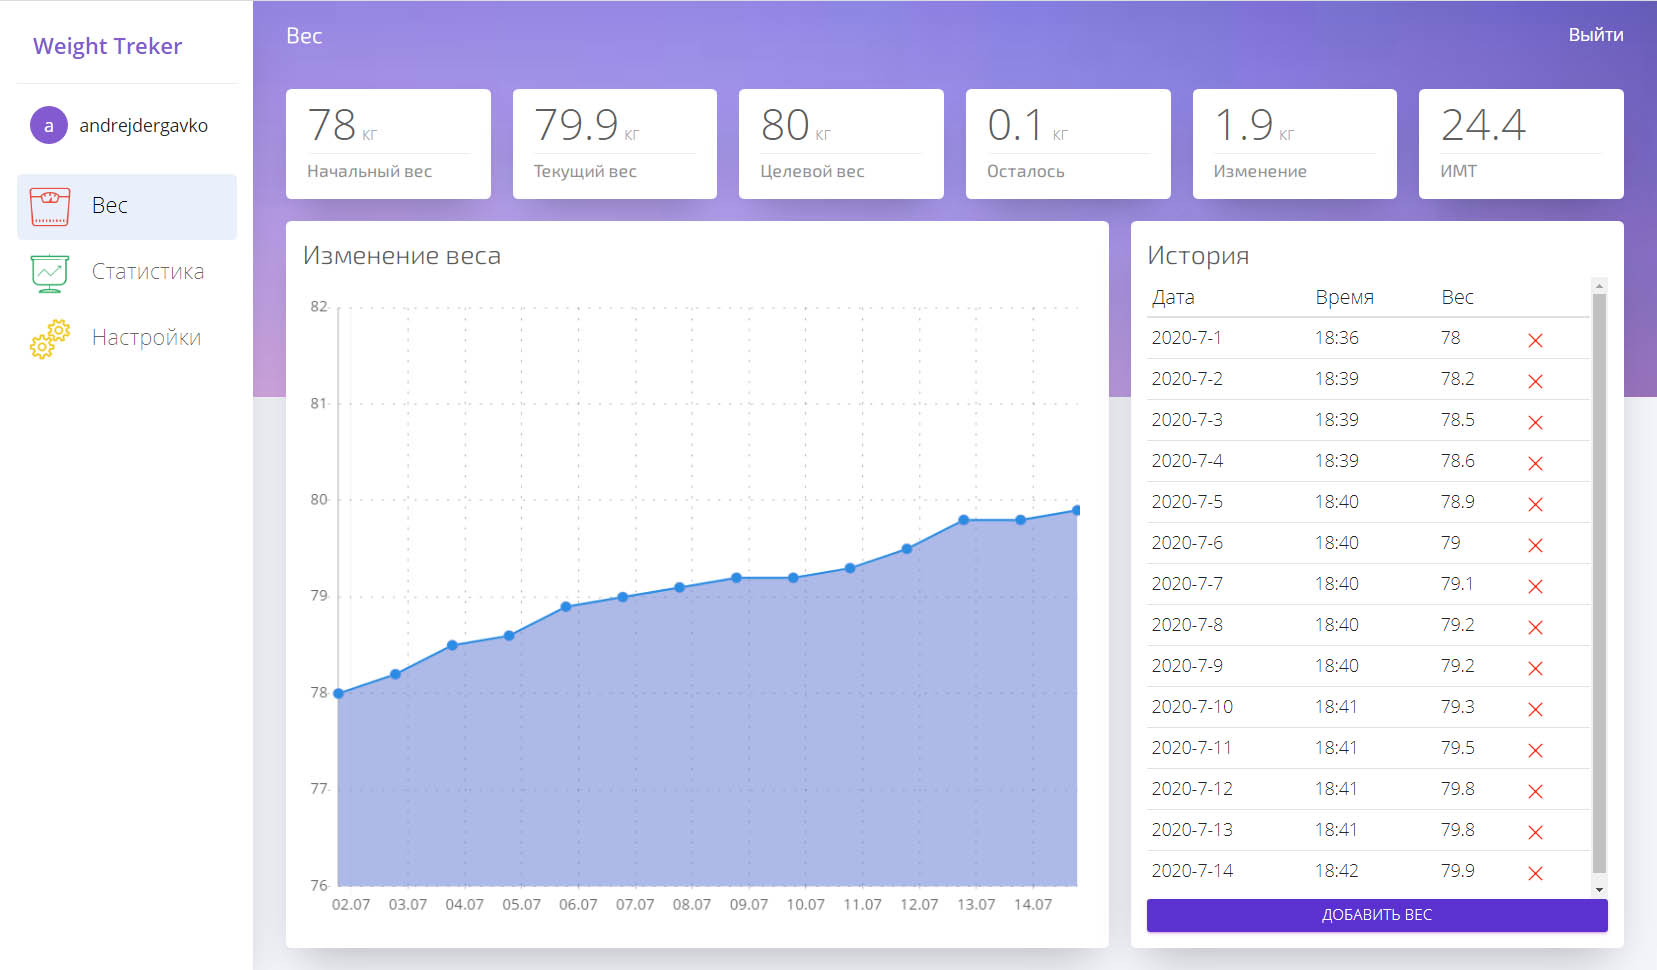 Weight Treker
a andrejdergavko
Вес
Статистика
Настройки
Вес
Выйти
78 кг
Начальный вес
79.9 кг
Текущий вес
80 кг
Целевой вес
0.1 кг
Осталось
1.9 кг
Изменение
24.4
ИМТ
Изменение веса
82
81
80
79
78
77
76
02.07 03.07 04.07 05.07 06.07 07.07 08.07 09.07 10.07 11.07 12.07 13.07 14.07
История
Дата Время Вес
2020-7-1 18:36 78
2020-7-2 18:39 78.2
2020-7-3 18:39 78.5
2020-7-4 18:39 78.6
2020-7-5 18:40 78.9
2020-7-6 18:40 79
2020-7-7 18:40 79.1
2020-7-8 18:40 79.2
2020-7-9 18:40 79.2
2020-7-10 18:41 79.3
2020-7-11 18:41 79.5
2020-7-12 18:41 79.8
2020-7-13 18:41 79.8
2020-7-14 18:42 79.9
ДОБАВИТЬ ВЕС